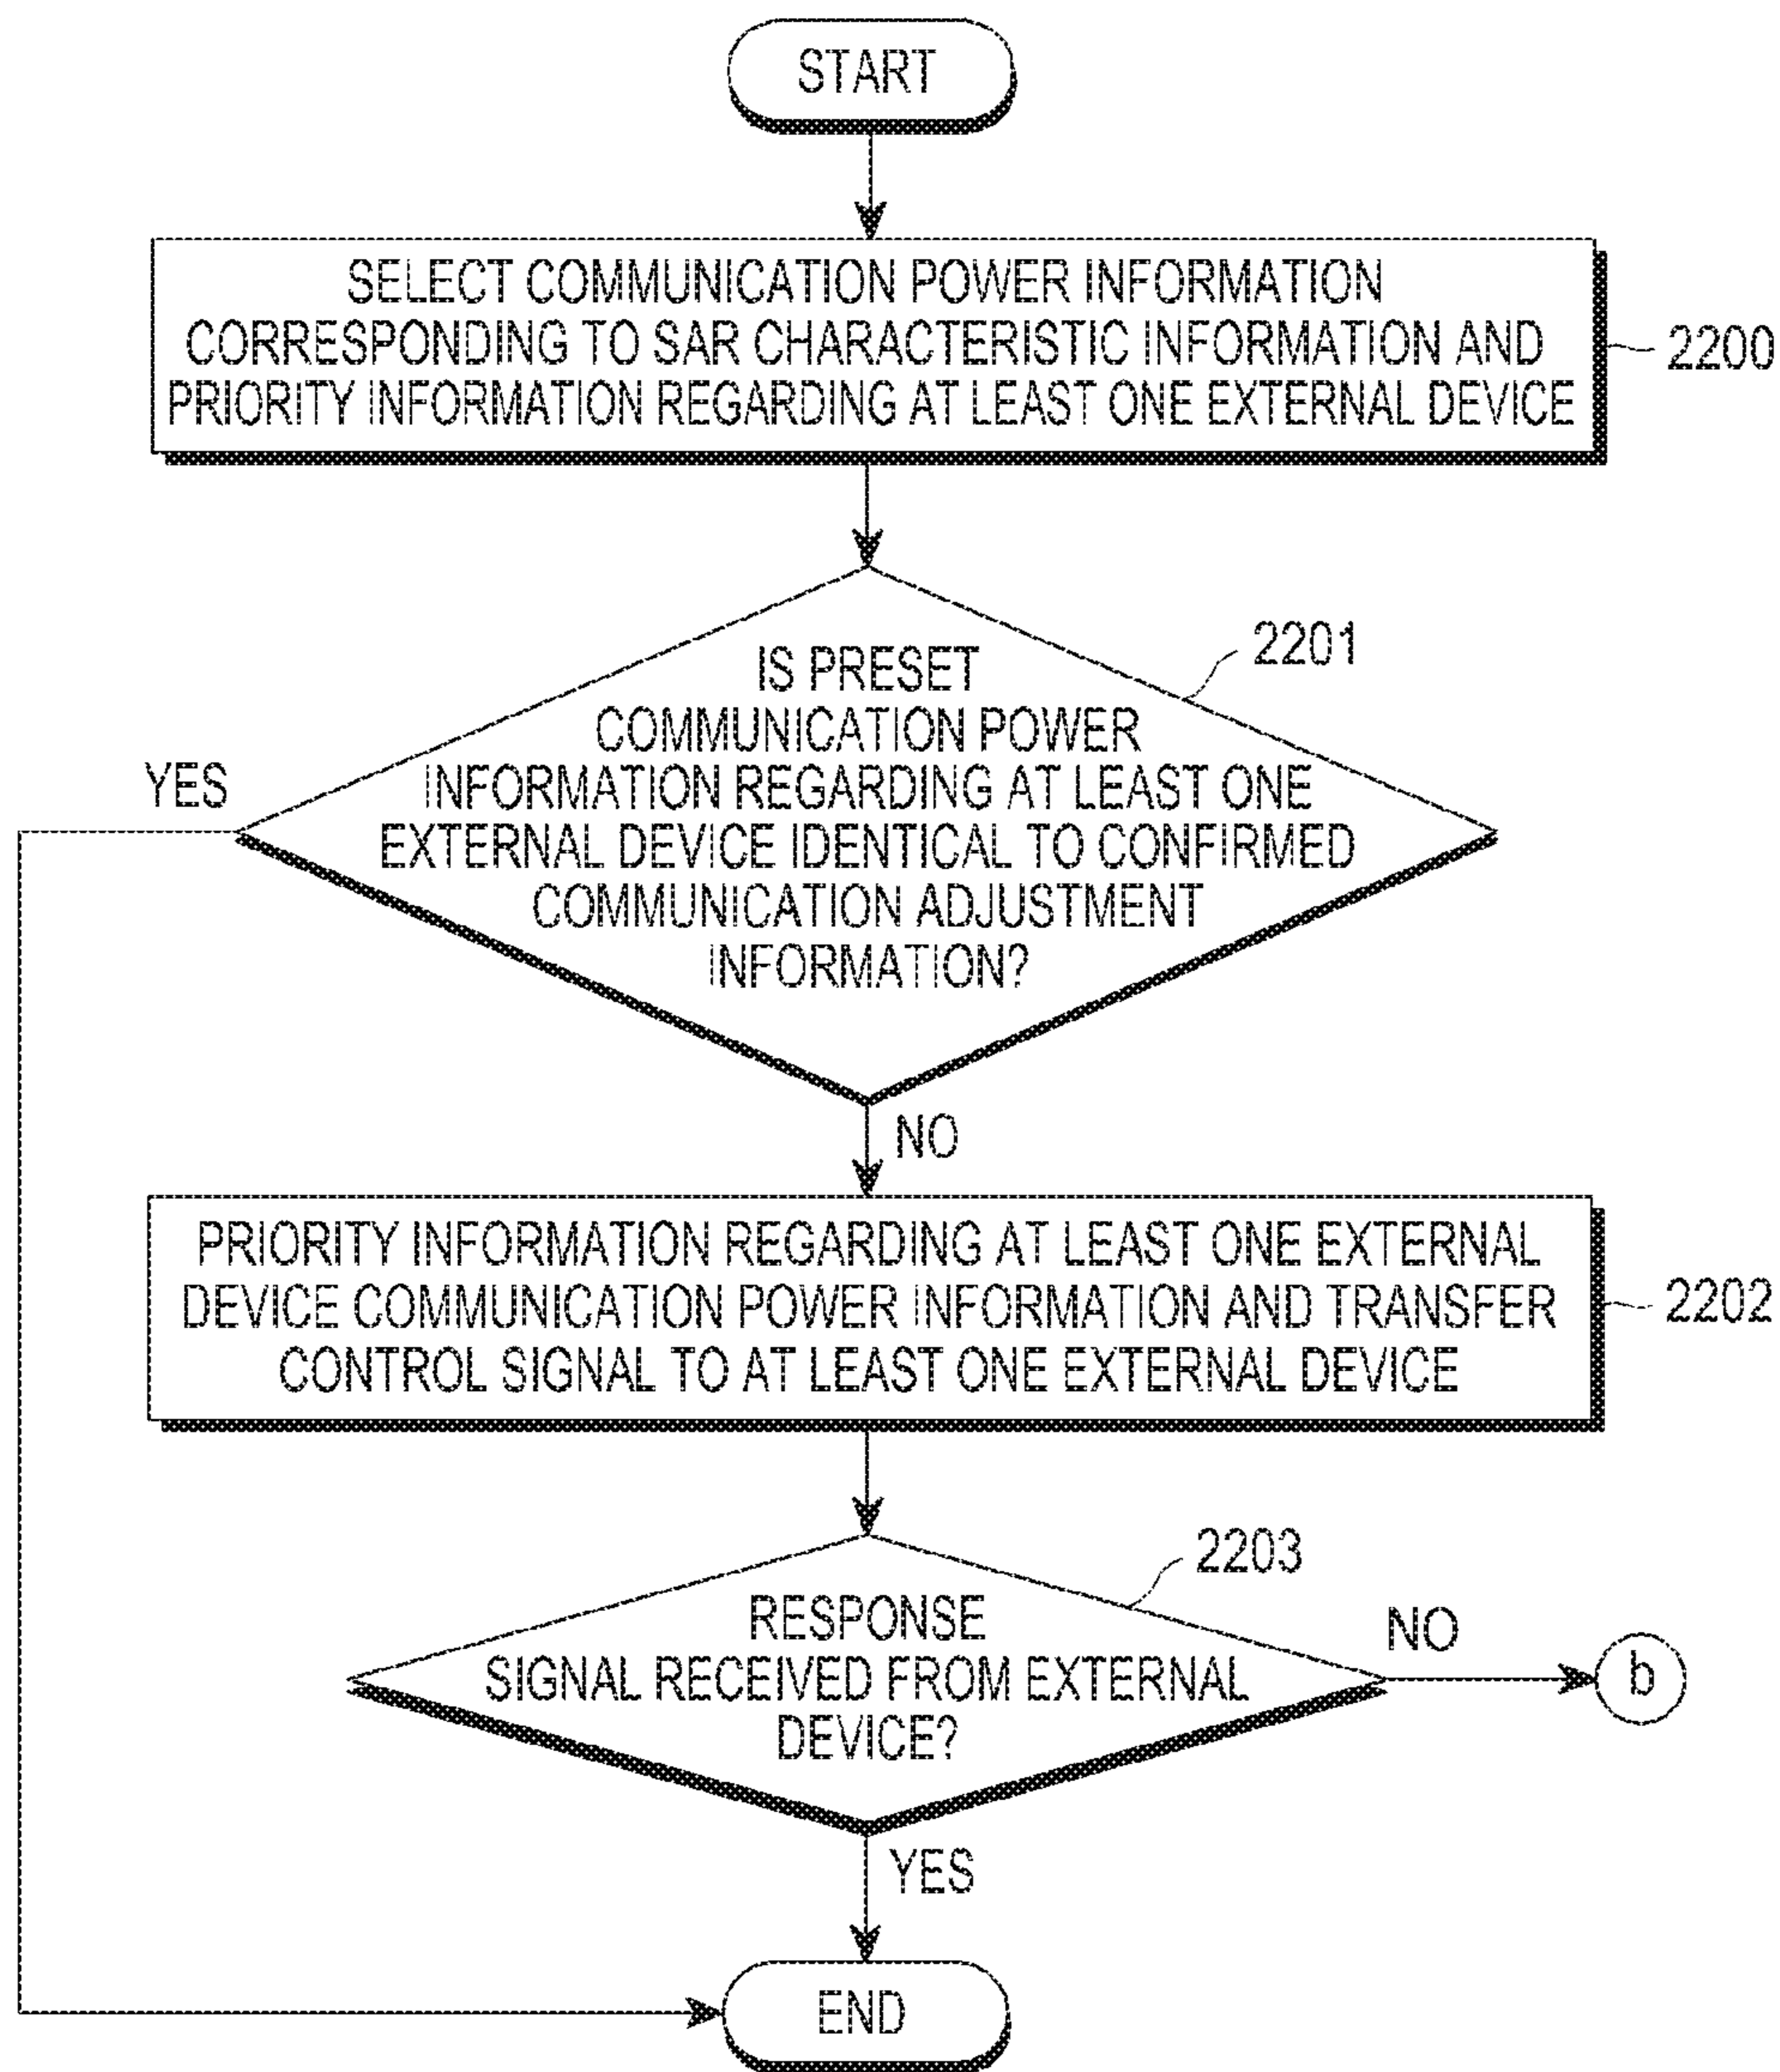 START
SELECT COMMUNICATION POWER INFORMATION
CORRESPONDING TO SAR CHARACTERISTIC INFORMATION AND
PRIORITY INFORMATION REGARDING AT LEAST ONE EXTERNAL DEVICE
2200
2201
IS PRESET
COMMUNICATION POWER
INFORMATION REGARDING AT LEAST ONE
EXTERNAL DEVICE IDENTICAL TO CONFIRMED
COMMUNICATION ADJUSTMENT
INFORMATION?
YES
NO
PRIORITY INFORMATION REGARDING AT LEAST ONE EXTERNAL
DEVICE COMMUNICATION POWER INFORMATION AND TRANSFER
CONTROL SIGNAL TO AT LEAST ONE EXTERNAL DEVICE
2202
2203
RESPONSE
SIGNAL RECEIVED FROM EXTERNAL
DEVICE?
NO
b
YES
END